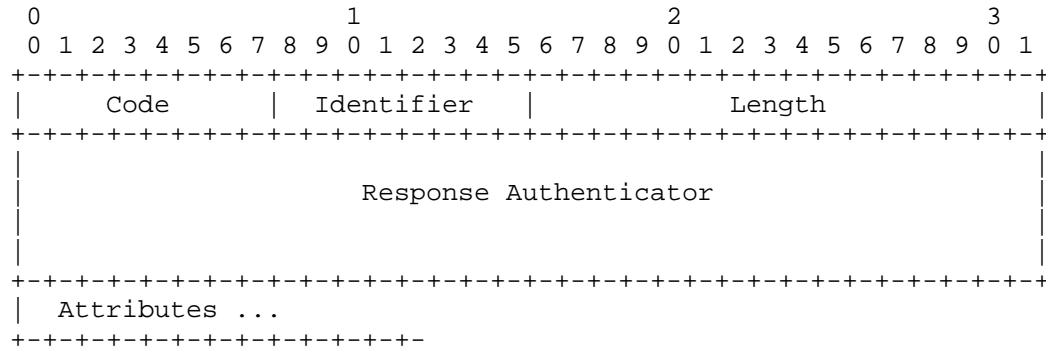 0                   1                   2                   3
 0 1 2 3 4 5 6 7 8 9 0 1 2 3 4 5 6 7 8 9 0 1 2 3 4 5 6 7 8 9 0 1
+-+-+-+-+-+-+-+-+-+-+-+-+-+-+-+-+-+-+-+-+-+-+-+-+-+-+-+-+-+-+-+-+
|     Code      |  Identifier   |            Length             |
+-+-+-+-+-+-+-+-+-+-+-+-+-+-+-+-+-+-+-+-+-+-+-+-+-+-+-+-+-+-+-+-+
|                                                               |
|                     Response Authenticator                    |
|                                                               |
|                                                               |
+-+-+-+-+-+-+-+-+-+-+-+-+-+-+-+-+-+-+-+-+-+-+-+-+-+-+-+-+-+-+-+-+
|  Attributes ...
+-+-+-+-+-+-+-+-+-+-+-+-+-